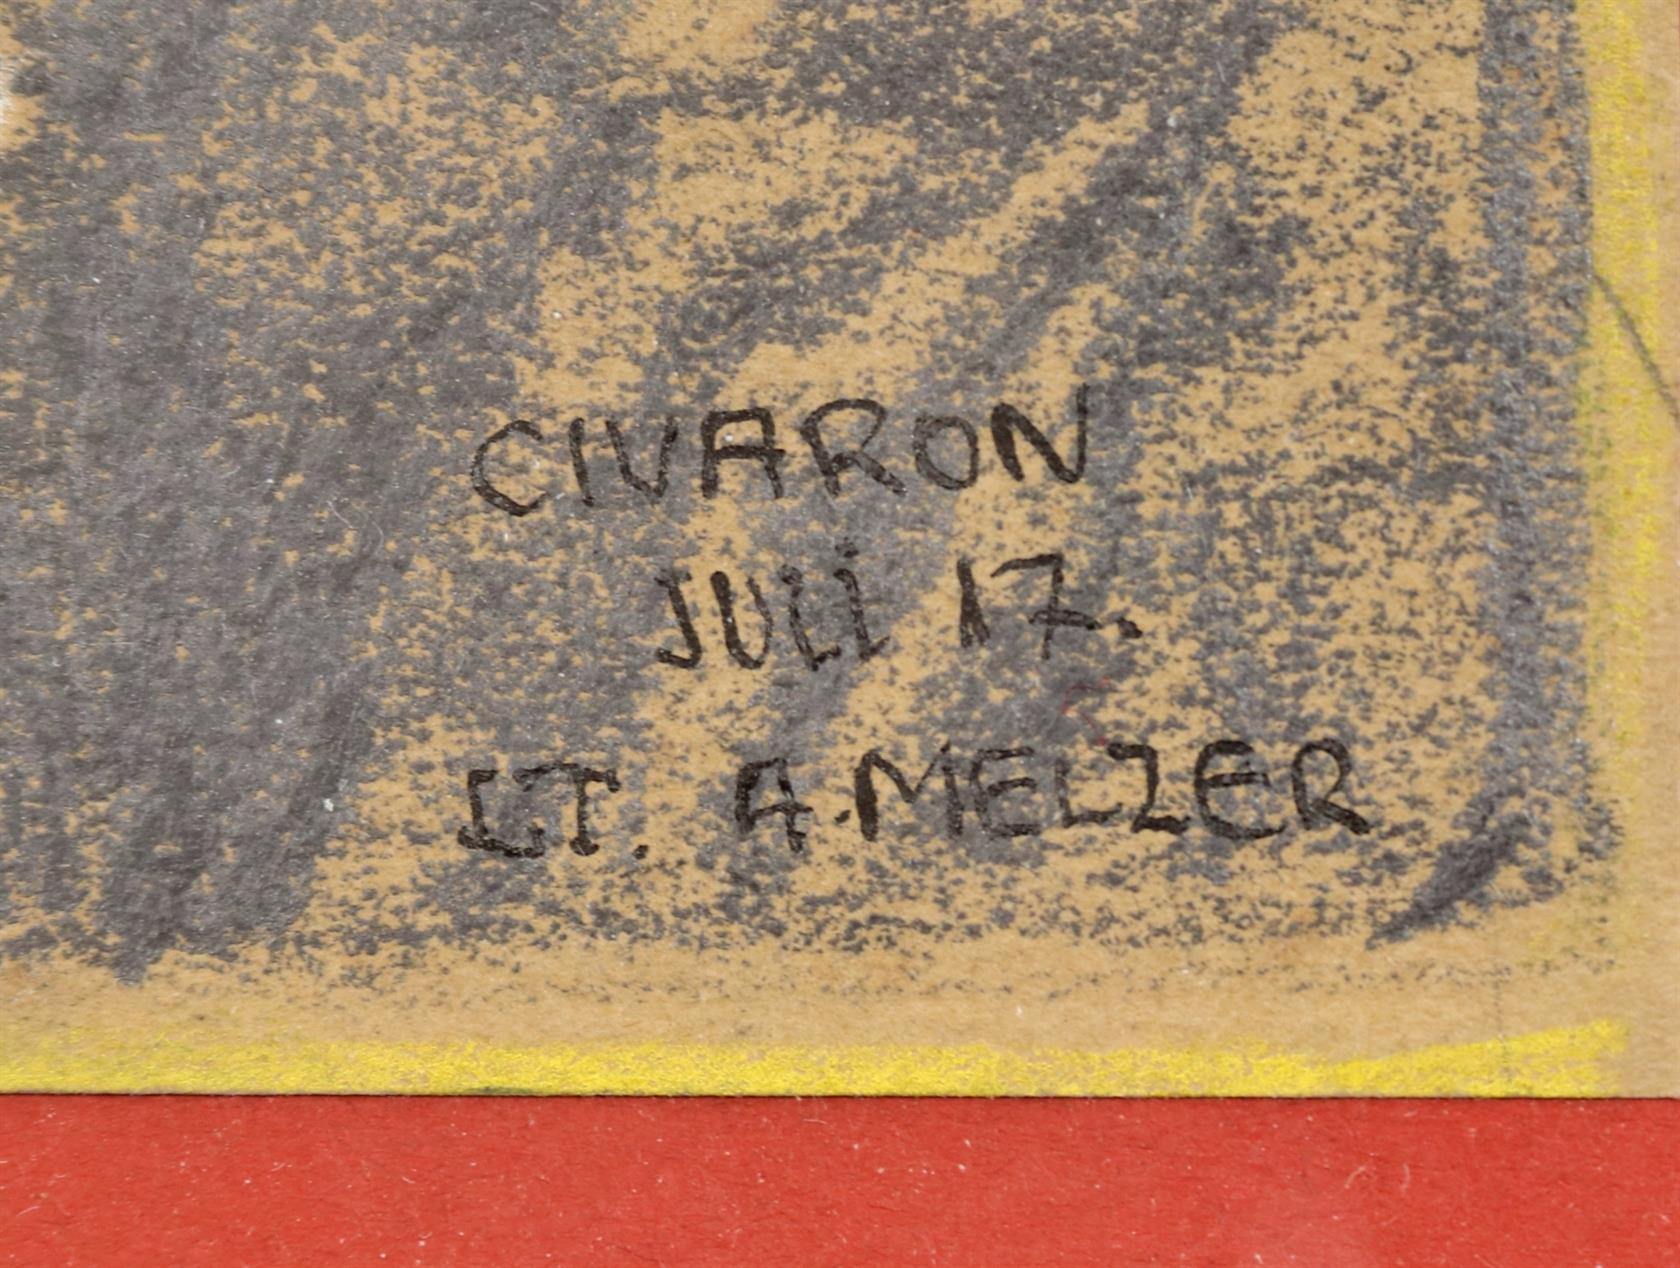 CIVARON
JULI 17.
LT. A. MELZER